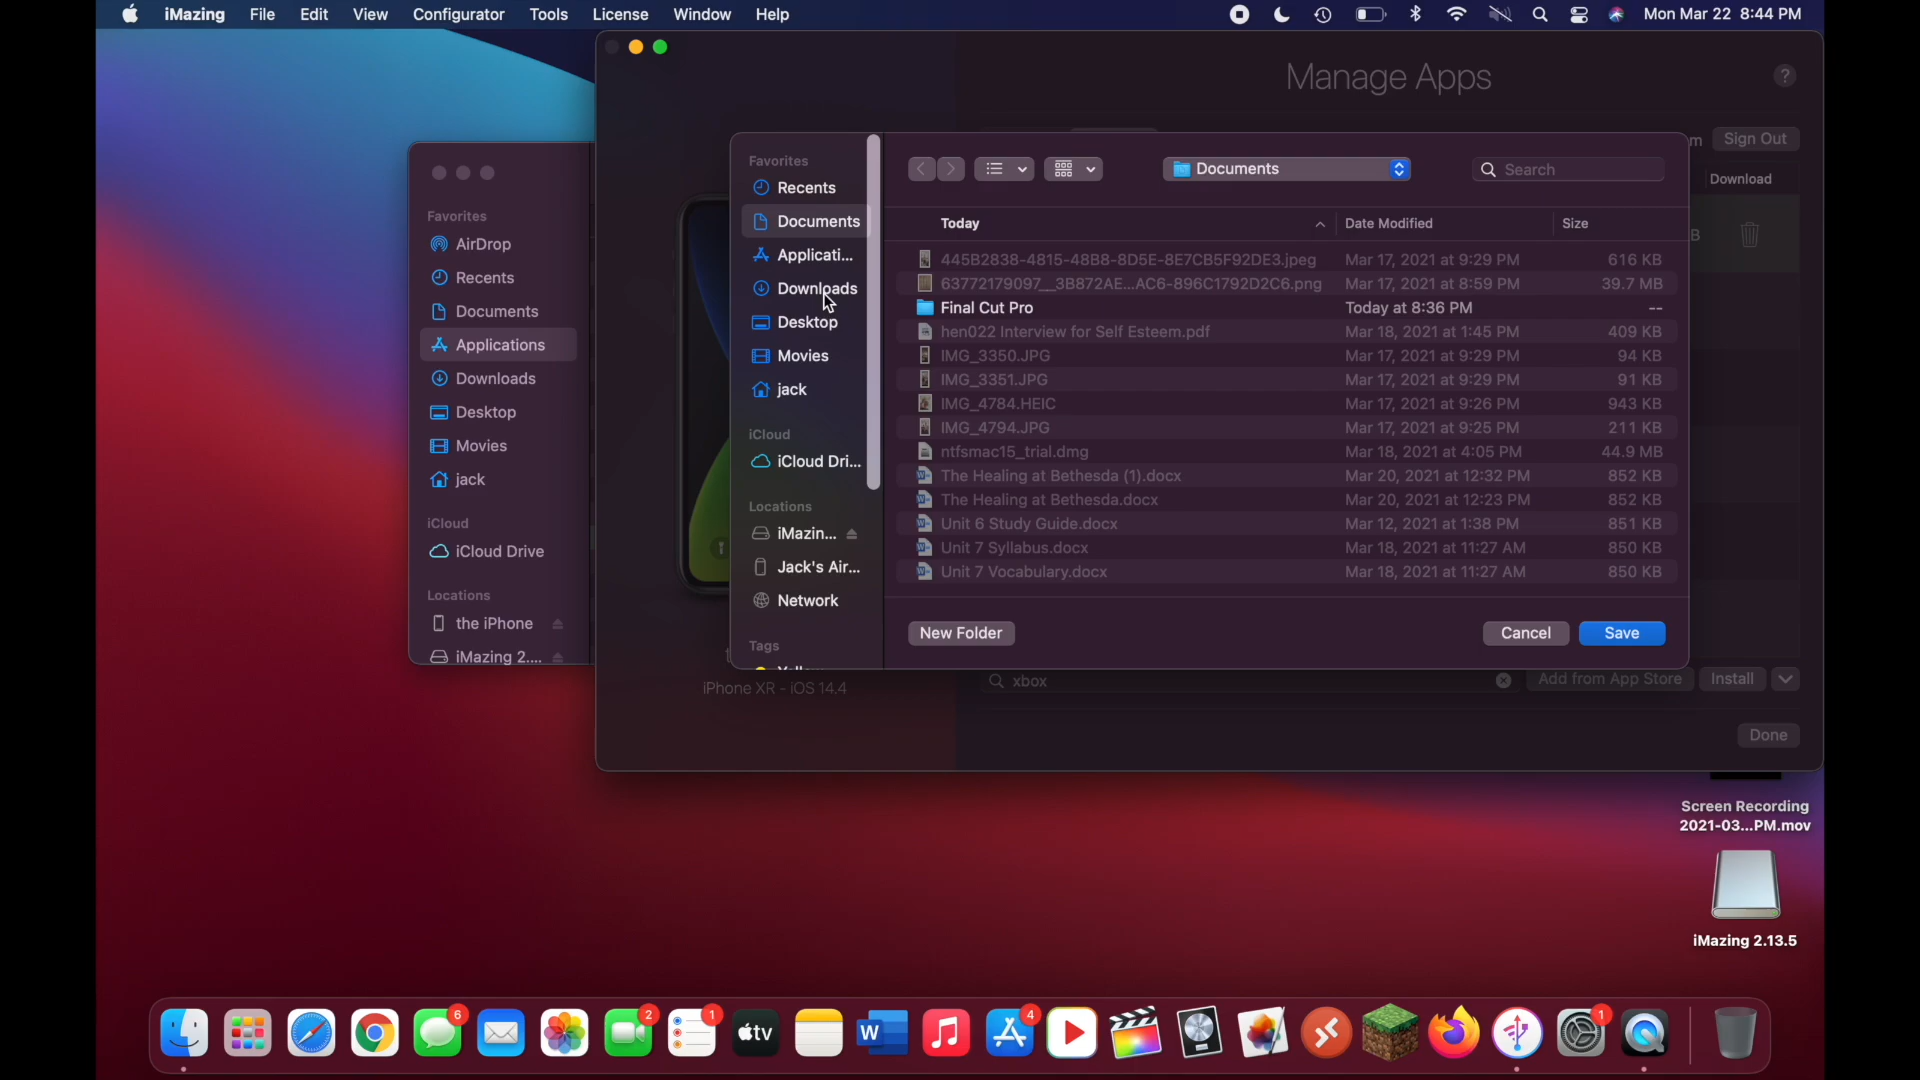 iMazing File Edit View Configurator Tools License Window Help Mon Mar 22 8:44 PM
Manage Apps ?
m Sign Out
Download
B
Favorites
AirDrop
Recents
Documents
Applications
Downloads
Desktop
Movies
jack
iCloud
iCloud Drive
Locations
the iPhone
iMazing 2....
Favorites
Recents
Documents
Applicati...
Downloads
Desktop
Movies
jack
iCloud
iCloud Dri...
Locations
iMazin...
Jack's Air...
Network
Tags
Documents
Search
Today Date Modified Size
445B2838-4815-48B8-8D5E-8E7CB5F92DE3.jpeg Mar 17, 2021 at 9:29 PM 616 KB
63772179097__3B872AE...AC6-896C1792D2C6.png Mar 17, 2021 at 8:59 PM 39.7 MB
Final Cut Pro Today at 8:36 PM --
hen022 Interview for Self Esteem.pdf Mar 18, 2021 at 1:45 PM 409 KB
IMG_3350.JPG Mar 17, 2021 at 9:29 PM 94 KB
IMG_3351.JPG Mar 17, 2021 at 9:29 PM 91 KB
IMG_4784.HEIC Mar 17, 2021 at 9:26 PM 943 KB
IMG_4794.JPG Mar 17, 2021 at 9:25 PM 211 KB
ntfsmac15_trial.dmg Mar 18, 2021 at 4:05 PM 44.9 MB
The Healing at Bethesda (1).docx Mar 20, 2021 at 12:32 PM 852 KB
The Healing at Bethesda.docx Mar 20, 2021 at 12:23 PM 852 KB
Unit 6 Study Guide.docx Mar 12, 2021 at 1:38 PM 851 KB
Unit 7 Syllabus.docx Mar 18, 2021 at 11:27 AM 850 KB
Unit 7 Vocabulary.docx Mar 18, 2021 at 11:27 AM 850 KB
New Folder Cancel Save
xbox Add from App Store Install
iPhone XR - iOS 14.4
Done
Screen Recording
2021-03...PM.mov
iMazing 2.13.5
6 2 1 tv W 4 1